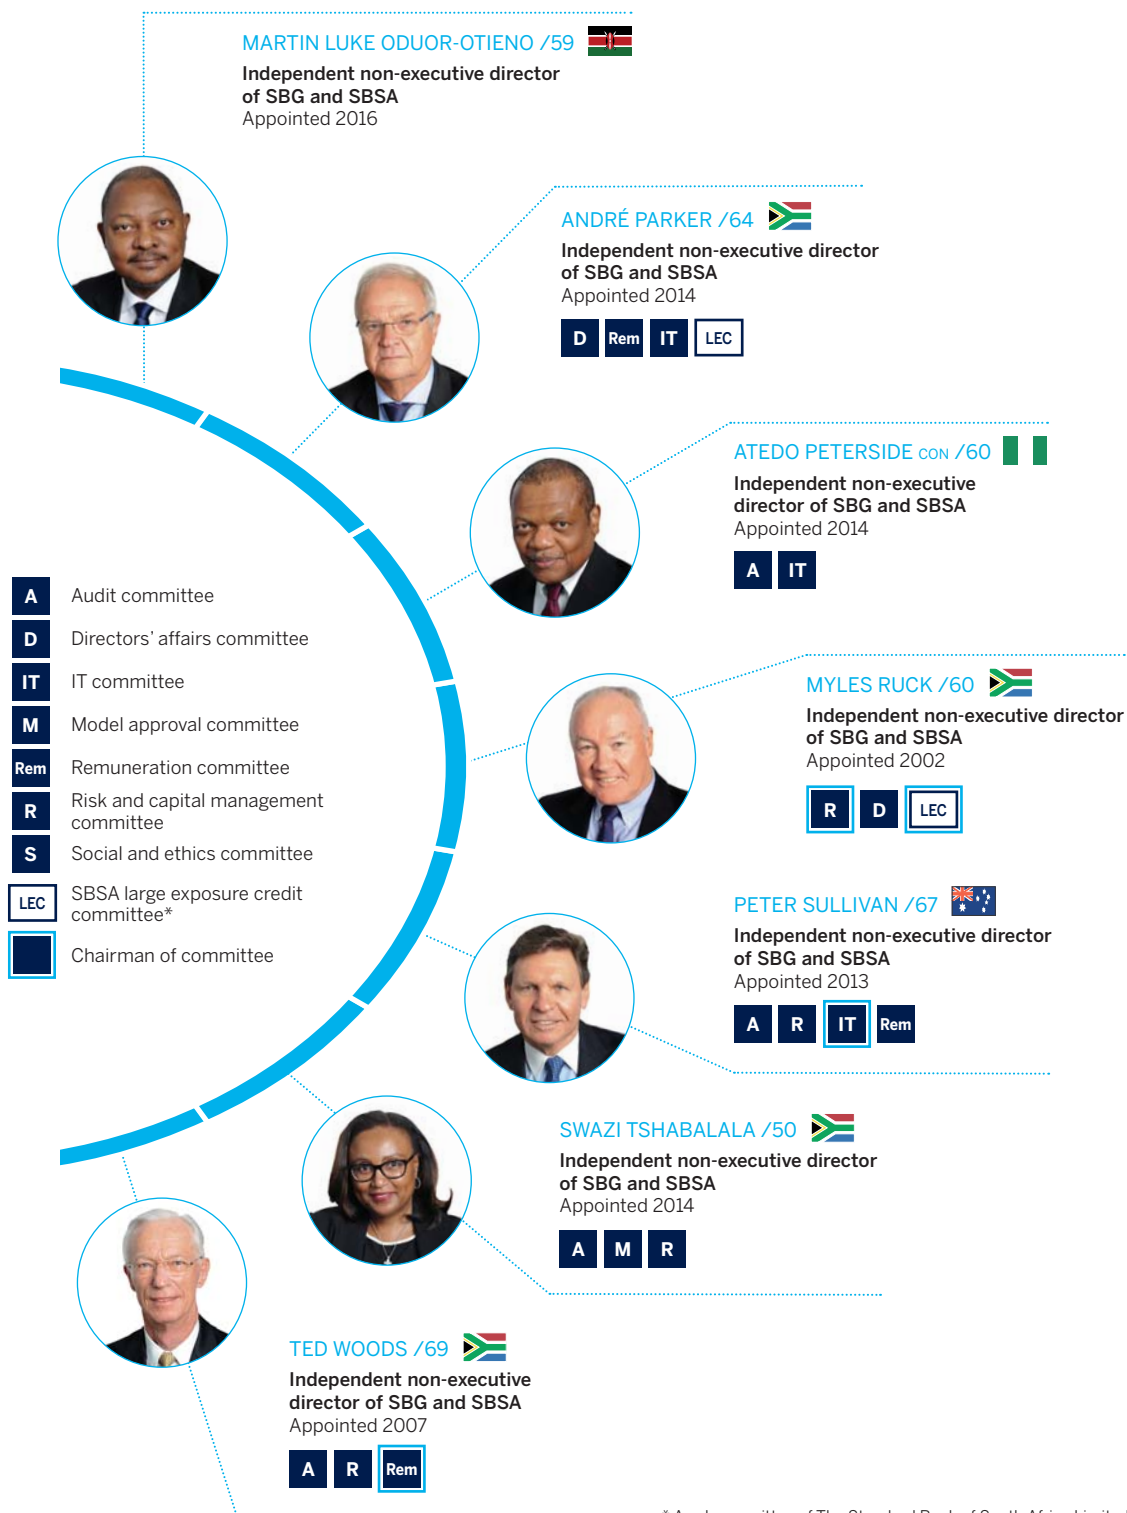 MARTIN LUKE ODUOR-OTIENO /59
Independent non-executive director
of SBG and SBSA
Appointed 2016
ANDRÉ PARKER /64
Independent non-executive director
of SBG and SBSA
Appointed 2014
D Rem IT LEC
ATEDO PETERSIDE CON /60
Independent non-executive
director of SBG and SBSA
Appointed 2014
A IT
A Audit committee
D Directors' affairs committee
IT IT committee
M Model approval committee
Rem Remuneration committee
R Risk and capital management
committee
S Social and ethics committee
LEC SBSA large exposure credit
committee*
Chairman of committee
MYLES RUCK /60
Independent non-executive director
of SBG and SBSA
Appointed 2002
R D LEC
PETER SULLIVAN /67
Independent non-executive director
of SBG and SBSA
Appointed 2013
A R IT Rem
SWAZI TSHABALALA /50
Independent non-executive director
of SBG and SBSA
Appointed 2014
A M R
TED WOODS /69
Independent non-executive
director of SBG and SBSA
Appointed 2007
A R Rem